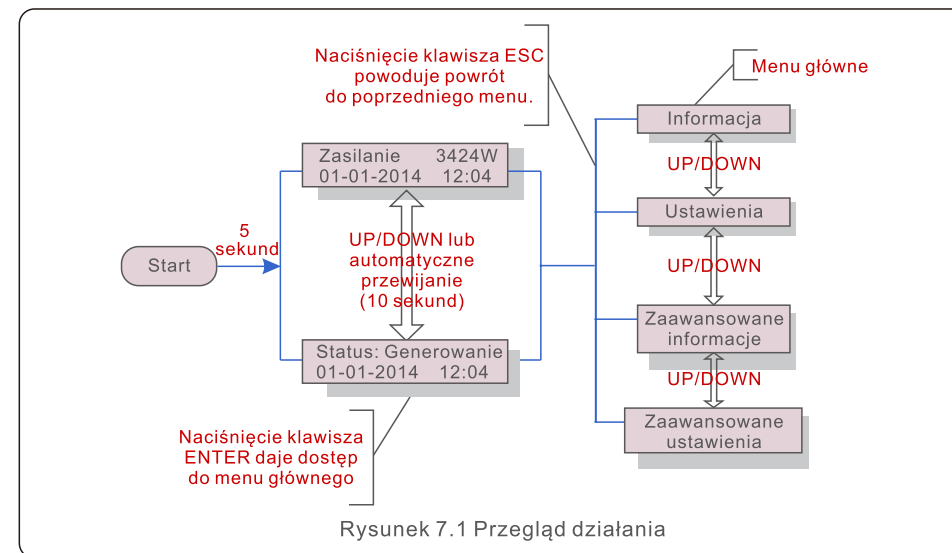 Naciśnięcie klawisza ESC
powoduje powrót
do poprzedniego menu.
Menu główne
Informacja
Zasilanie 3424W
01-01-2014 12:04
UP/DOWN
Ustawienia
5
sekund
Start
UP/DOWN lub
automatyczne
przewijanie
(10 sekund)
UP/DOWN
Zaawansowane
informacje
Status: Generowanie
01-01-2014 12:04
UP/DOWN
Zaawansowane
ustawienia
Naciśnięcie klawisza
ENTER daje dostęp
do menu głównego
Rysunek 7.1 Przegląd działania